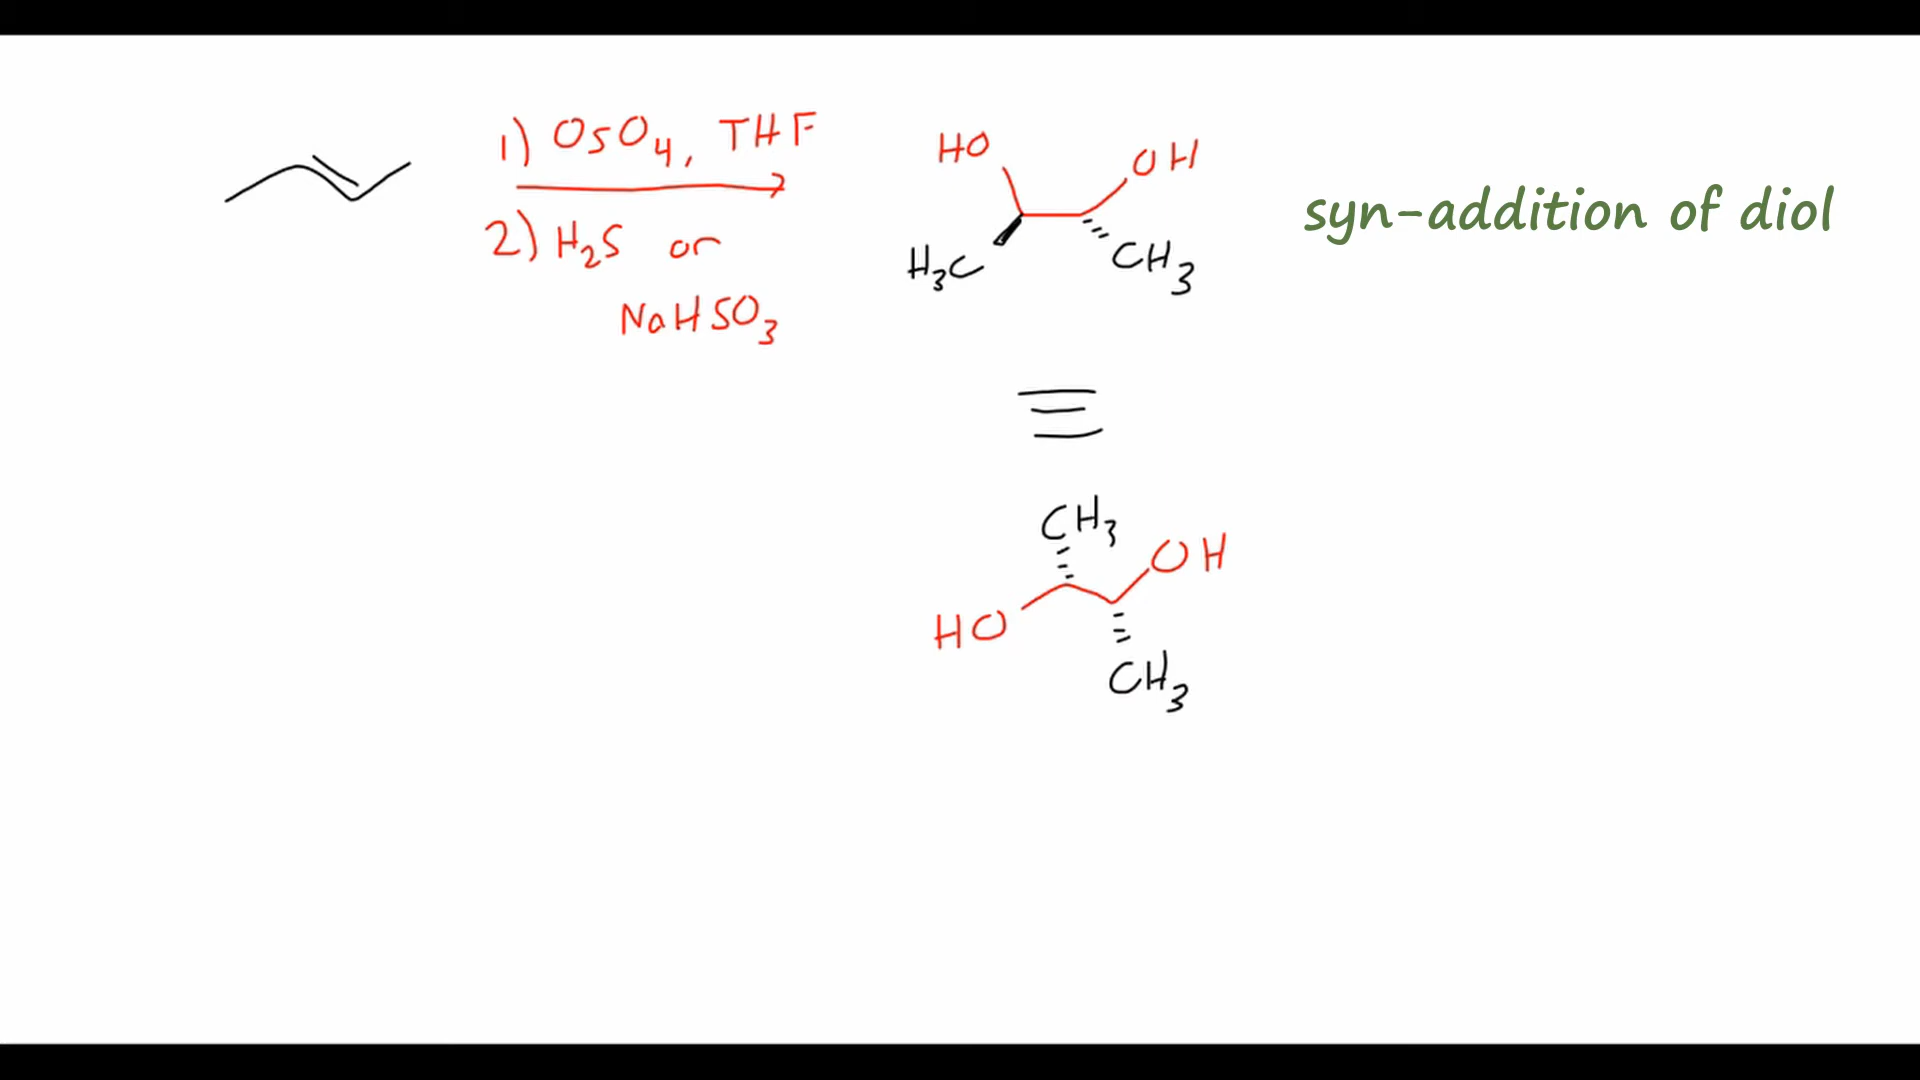 1) OsO4, THF
2) H2S or
NaHSO3
HO OH
H3C CH3
syn-addition of diol
CH3
OH
HO
CH3